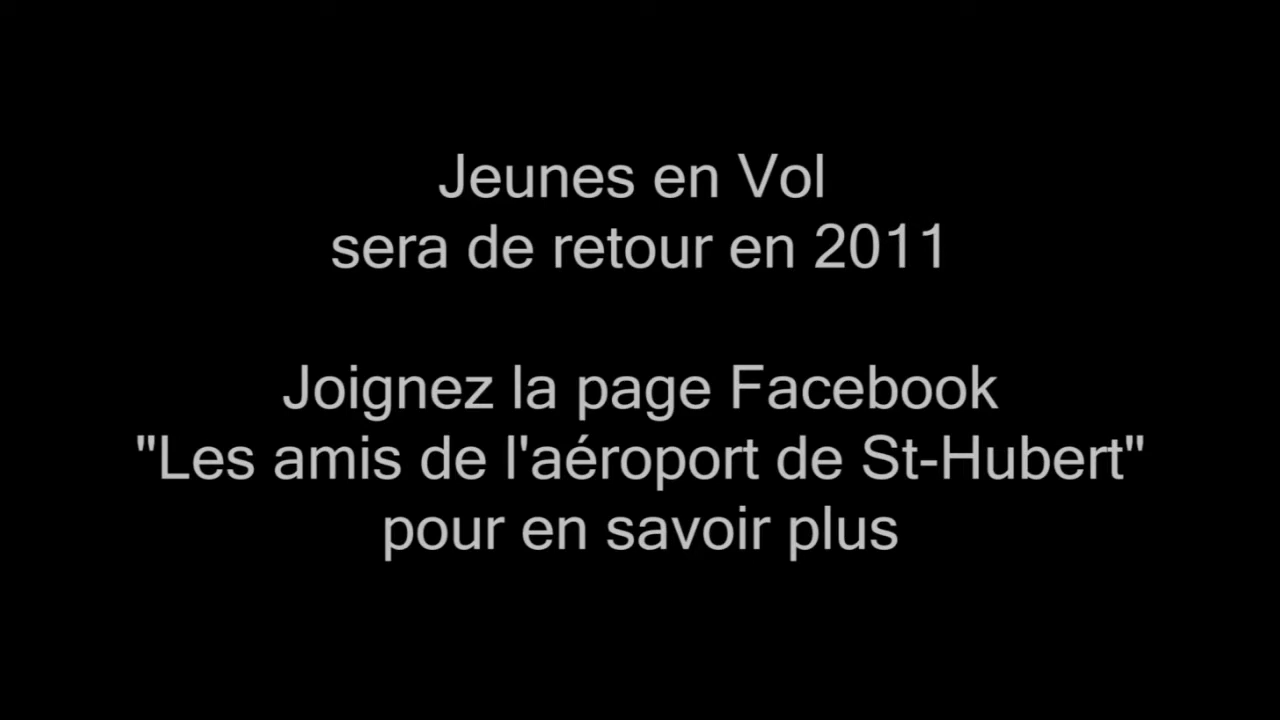 Jeunes en Vol
sera de retour en 2011
Joignez la page Facebook
"Les amis de l'aéroport de St-Hubert"
pour en savoir plus